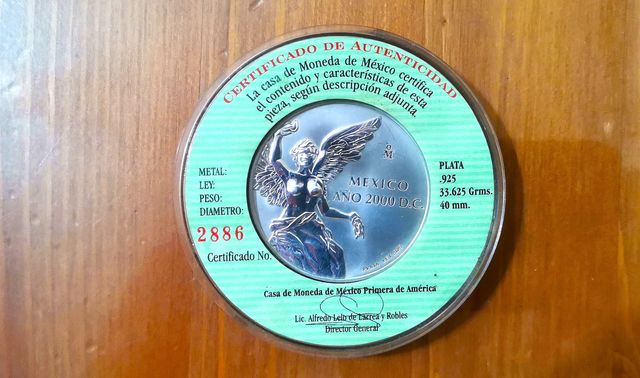 CERTIFICADO DE AUTENTICIDAD
La casa de Moneda de México certifica
el contenido y características de esta
pieza, según descripción adjunta.
METAL: PLATA
LEY: .925
PESO: 33.625 Grms.
DIAMETRO: 40 mm.
2886
Certificado No.
oM
MEXICO
AÑO 2000 D.C.
Casa de Moneda de México Primera de América
Lic. Alfredo Lelo de Larrea y Robles
Director General